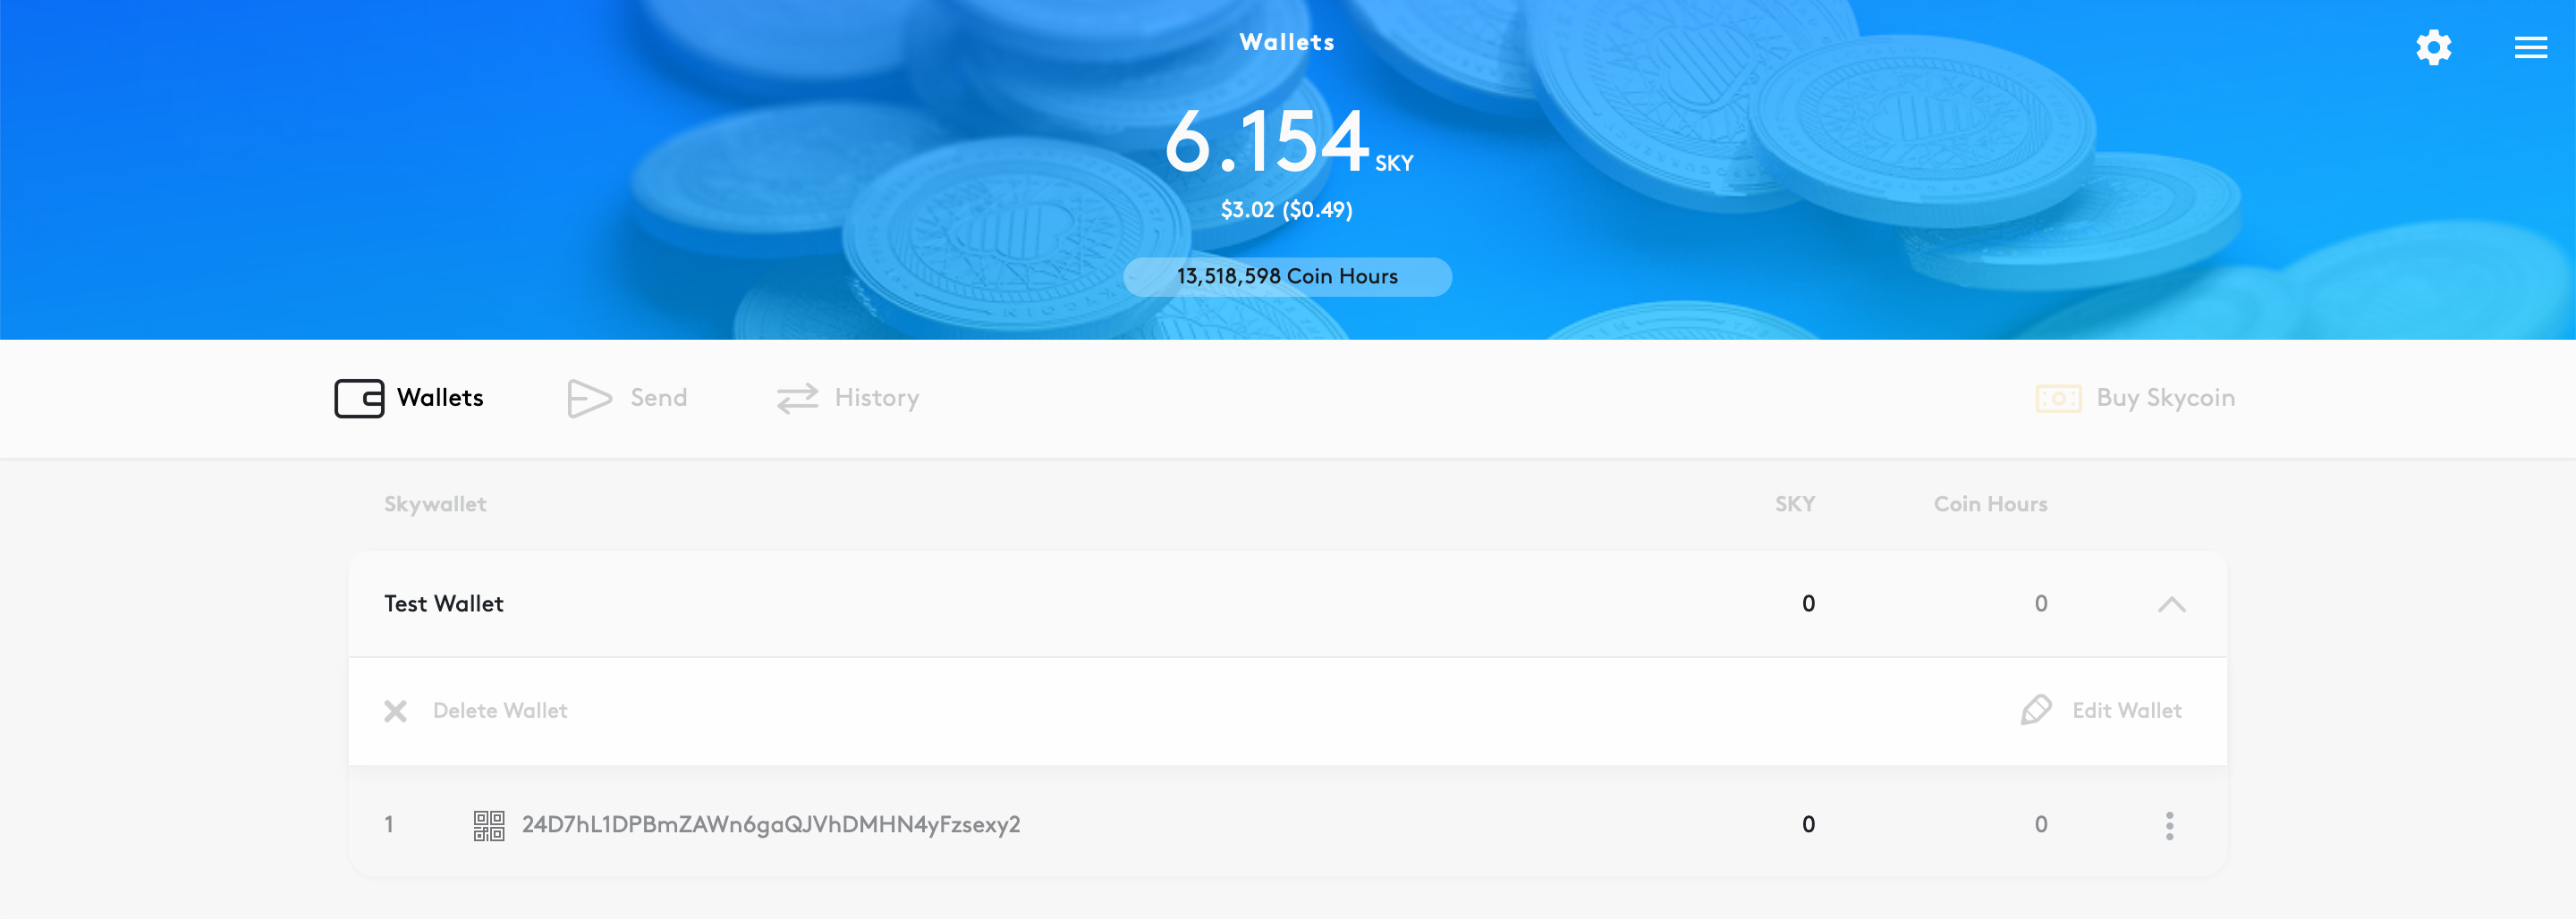 Wallets
6.154 SKY
$3.02 ($0.49)
13,518,598 Coin Hours
Wallets Send History Buy Skycoin
Skywallet SKY Coin Hours
Test Wallet 0 0
Delete Wallet Edit Wallet
1 24D7hL1DPBmZAWn6gaQJVhDMHN4yFzsexy2 0 0